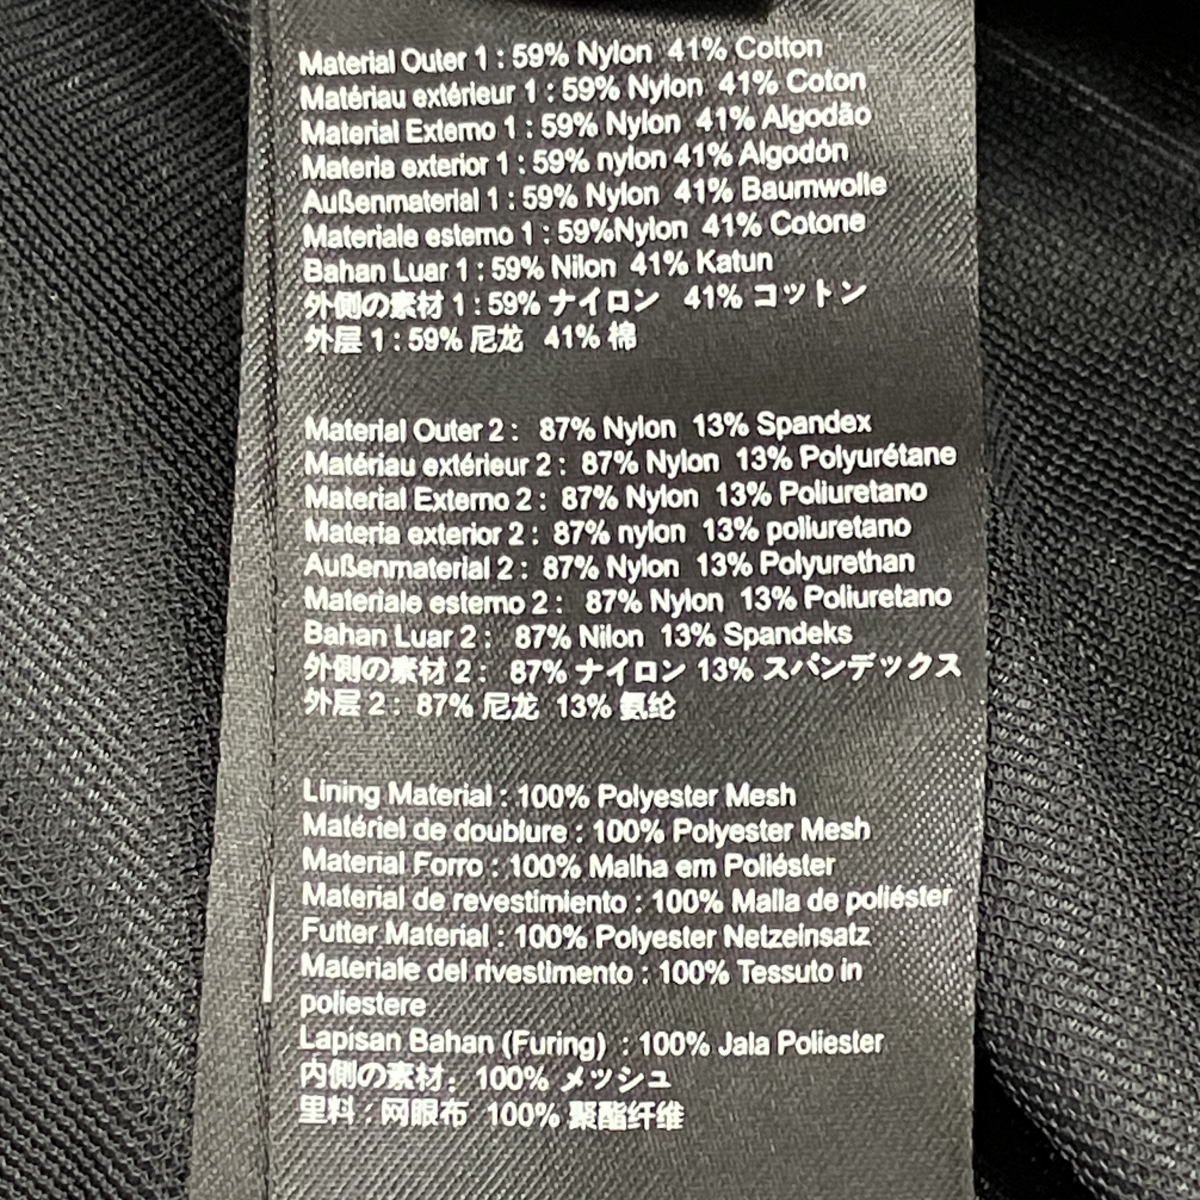 Material Outer 1 : 59% Nylon 41% Cotton
Matériau extérieur 1 : 59% Nylon 41% Coton
Material Externo 1 : 59% Nylon 41% Algodão
Materia exterior 1 : 59% nylon 41% Algodón
Außenmaterial 1 : 59% Nylon 41% Baumwolle
Materiale esterno 1 : 59%Nylon 41% Cotone
Bahan Luar 1 : 59% Nilon 41% Katun
外側の素材 1 : 59% ナイロン 41% コットン
外层 1 : 59% 尼龙 41% 棉
Material Outer 2 : 87% Nylon 13% Spandex
Matériau extérieur 2 : 87% Nylon 13% Polyurétane
Material Externo 2 : 87% Nylon 13% Poliuretano
Materia exterior 2 : 87% nylon 13% poliuretano
Außenmaterial 2 : 87% Nylon 13% Polyurethan
Materiale esterno 2 : 87% Nylon 13% Poliuretano
Bahan Luar 2 : 87% Nilon 13% Spandeks
外側の素材 2 : 87% ナイロン 13% スパンデックス
外层 2 : 87% 尼龙 13% 氨纶
Lining Material : 100% Polyester Mesh
Matériel de doublure : 100% Polyester Mesh
Material Forro : 100% Malha em Poliéster
Material de revestimiento : 100% Malla de poliéster
Futter Material : 100% Polyester Netzeinsatz
Materiale del rivestimento : 100% Tessuto in
poliestere
Lapisan Bahan (Furing) : 100% Jala Poliester
内側の素材: 100% メッシュ
里料 : 网眼布 100% 聚酯纤维